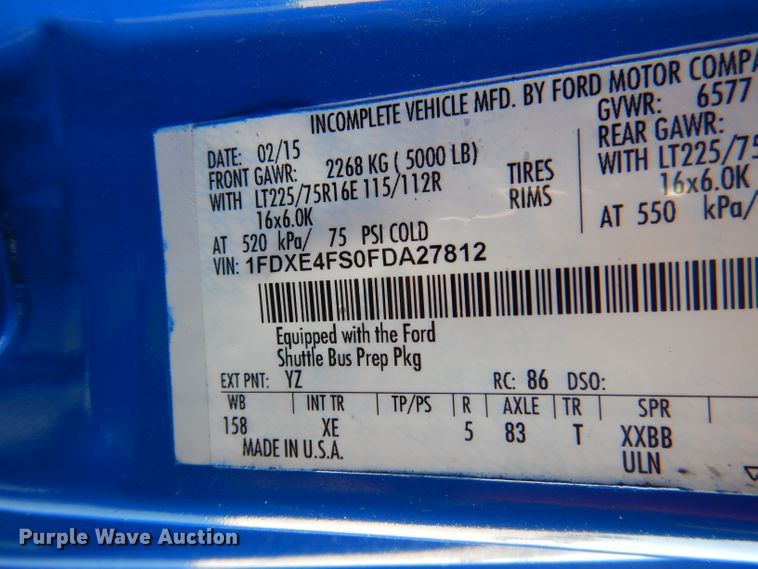 INCOMPLETE VEHICLE MFD. BY FORD MOTOR
DATE: 02/15 GVWR: 6577
FRONT GAWR: 2268 KG ( 5000 LB) REAR GAWR:
WITH LT225/75R16E 115/112R TIRES WITH LT225/75
16x6.0K RIMS 16x6.0K
AT 520 kPa/ 75 PSI COLD AT 550 kPa/
VIN: 1FDXE4FS0FDA27812
Equipped with the Ford
Shuttle Bus Prep Pkg
EXT PNT: YZ RC: 86 DSO:
WB INT TR TP/PS R AXLE TR SPR
158 XE 5 83 T XXBB
MADE IN U.S.A. ULN
Purple Wave Auction